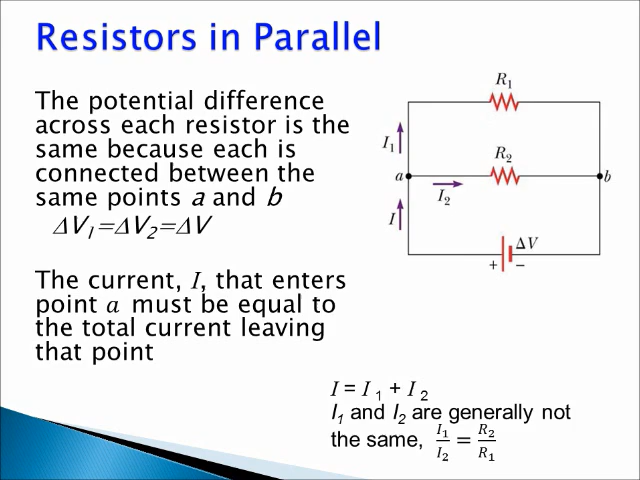 Resistors in Parallel
The potential difference
across each resistor is the
same because each is
connected between the
same points a and b
ΔV₁=ΔV₂=ΔV
The current, I, that enters
point a must be equal to
the total current leaving
that point
R₁
I₁
R₂
a
b
I₂
I
ΔV
+ −
I = I ₁ + I ₂
I₁ and I₂ are generally not
the same, I₁/I₂ = R₂/R₁